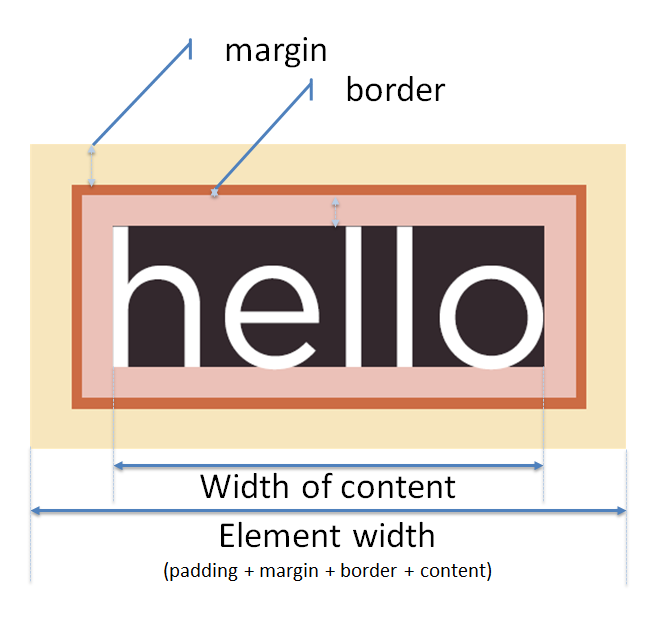 margin
border
hello
Width of content
Element width
(padding + margin + border + content)